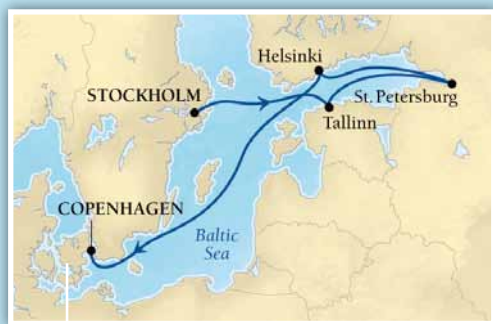 Helsinki
STOCKHOLM
St. Petersburg
Tallinn
COPENHAGEN
Baltic
Sea